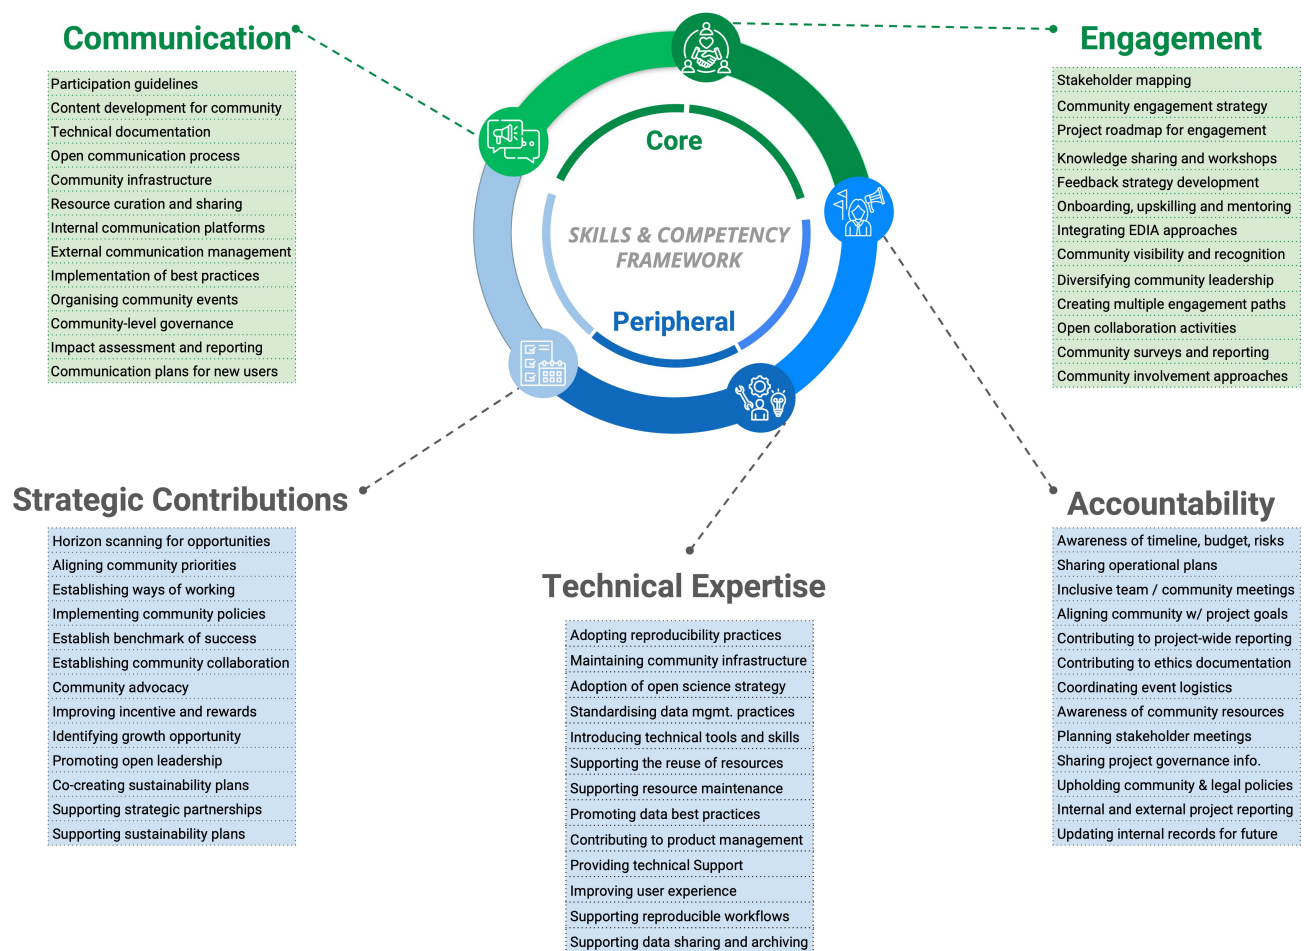 Communication
Participation guidelines
Content development for community
Technical documentation
Open communication process
Community infrastructure
Resource curation and sharing
Internal communication platforms
External communication management
Implementation of best practices
Organising community events
Community-level governance
Impact assessment and reporting
Communication plans for new users
Core
SKILLS & COMPETENCY
FRAMEWORK
Peripheral
Engagement
Stakeholder mapping
Community engagement strategy
Project roadmap for engagement
Knowledge sharing and workshops
Feedback strategy development
Onboarding, upskilling and mentoring
Integrating EDIA approaches
Community visibility and recognition
Diversifying community leadership
Creating multiple engagement paths
Open collaboration activities
Community surveys and reporting
Community involvement approaches
Strategic Contributions
Horizon scanning for opportunities
Aligning community priorities
Establishing ways of working
Implementing community policies
Establish benchmark of success
Establishing community collaboration
Community advocacy
Improving incentive and rewards
Identifying growth opportunity
Promoting open leadership
Co-creating sustainability plans
Supporting strategic partnerships
Supporting sustainability plans
Technical Expertise
Adopting reproducibility practices
Maintaining community infrastructure
Adoption of open science strategy
Standardising data mgmt. practices
Introducing technical tools and skills
Supporting the reuse of resources
Supporting resource maintenance
Promoting data best practices
Contributing to product management
Providing technical Support
Improving user experience
Supporting reproducible workflows
Supporting data sharing and archiving
Accountability
Awareness of timeline, budget, risks
Sharing operational plans
Inclusive team / community meetings
Aligning community w/ project goals
Contributing to project-wide reporting
Contributing to ethics documentation
Coordinating event logistics
Awareness of community resources
Planning stakeholder meetings
Sharing project governance info.
Upholding community & legal policies
Internal and external project reporting
Updating internal records for future